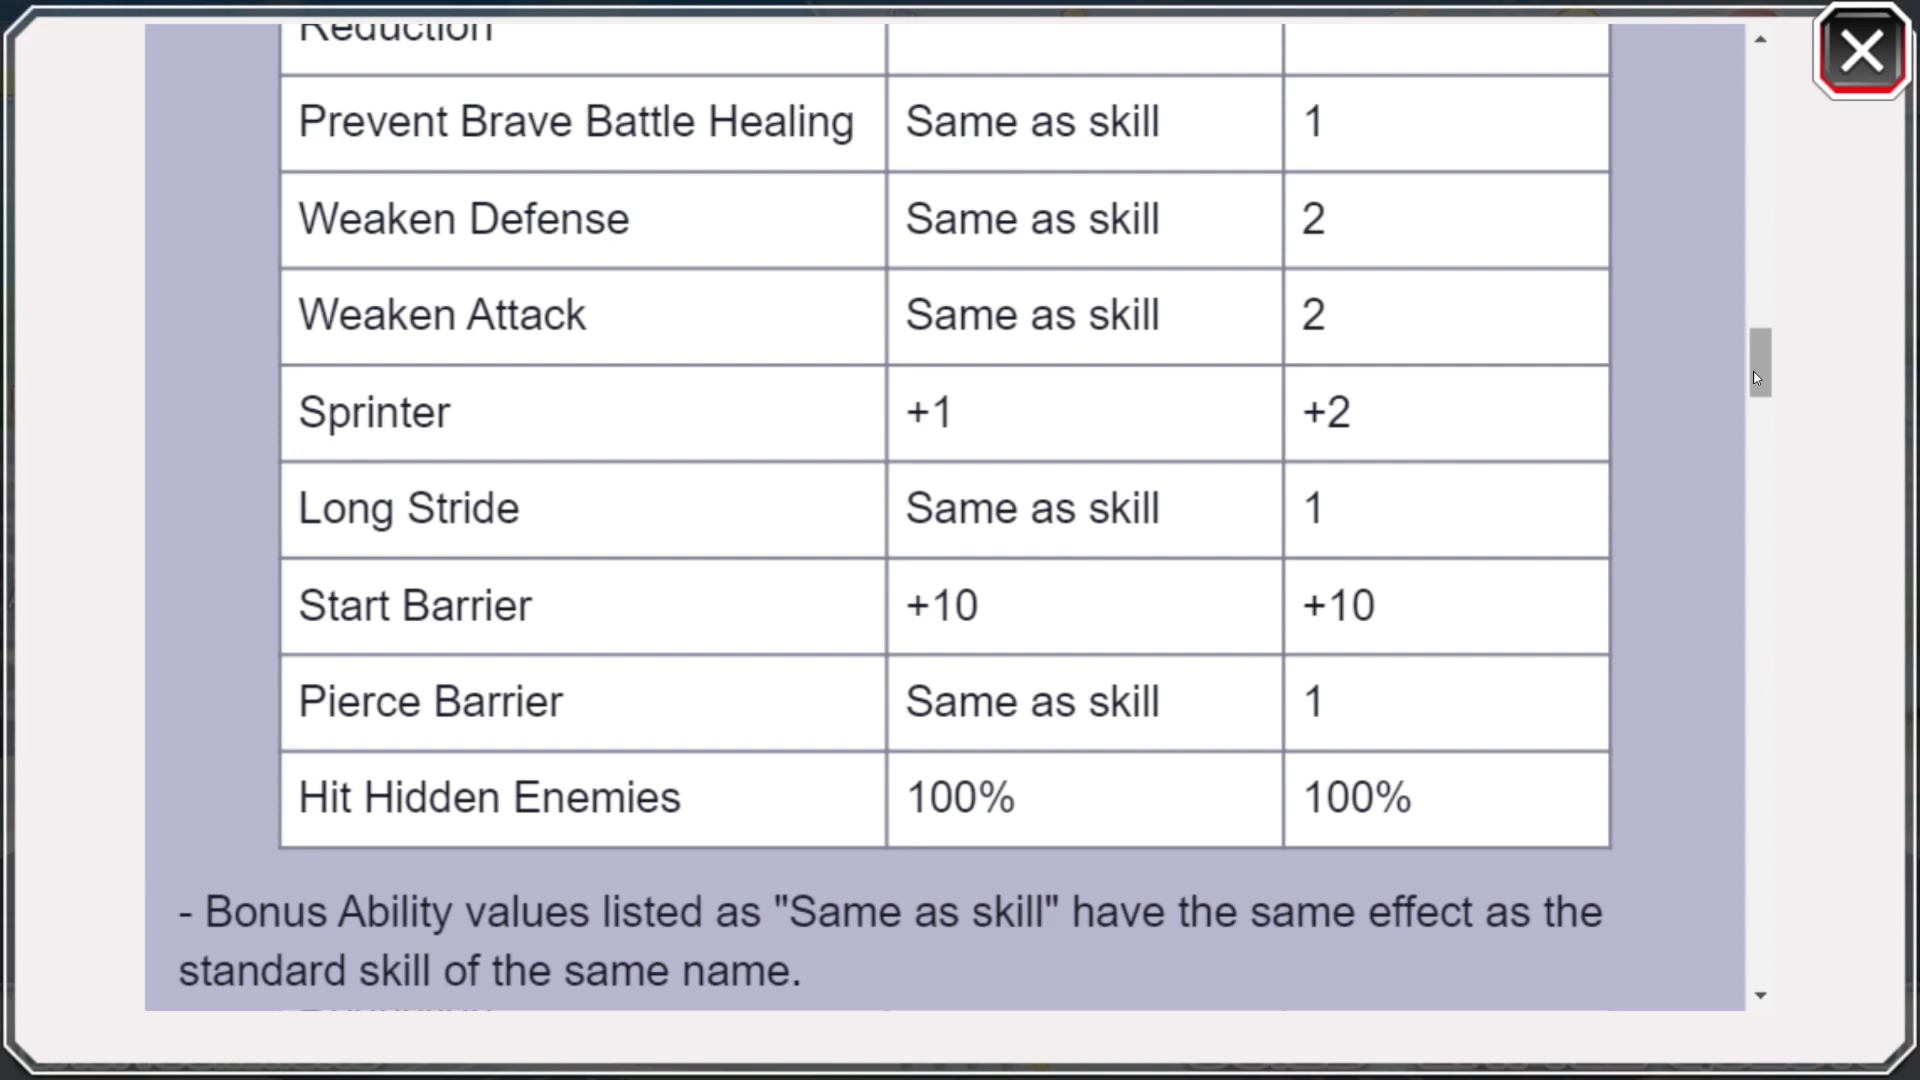 Reduction
Prevent Brave Battle Healing Same as skill 1
Weaken Defense Same as skill 2
Weaken Attack Same as skill 2
Sprinter +1 +2
Long Stride Same as skill 1
Start Barrier +10 +10
Pierce Barrier Same as skill 1
Hit Hidden Enemies 100% 100%
- Bonus Ability values listed as "Same as skill" have the same effect as the
standard skill of the same name.